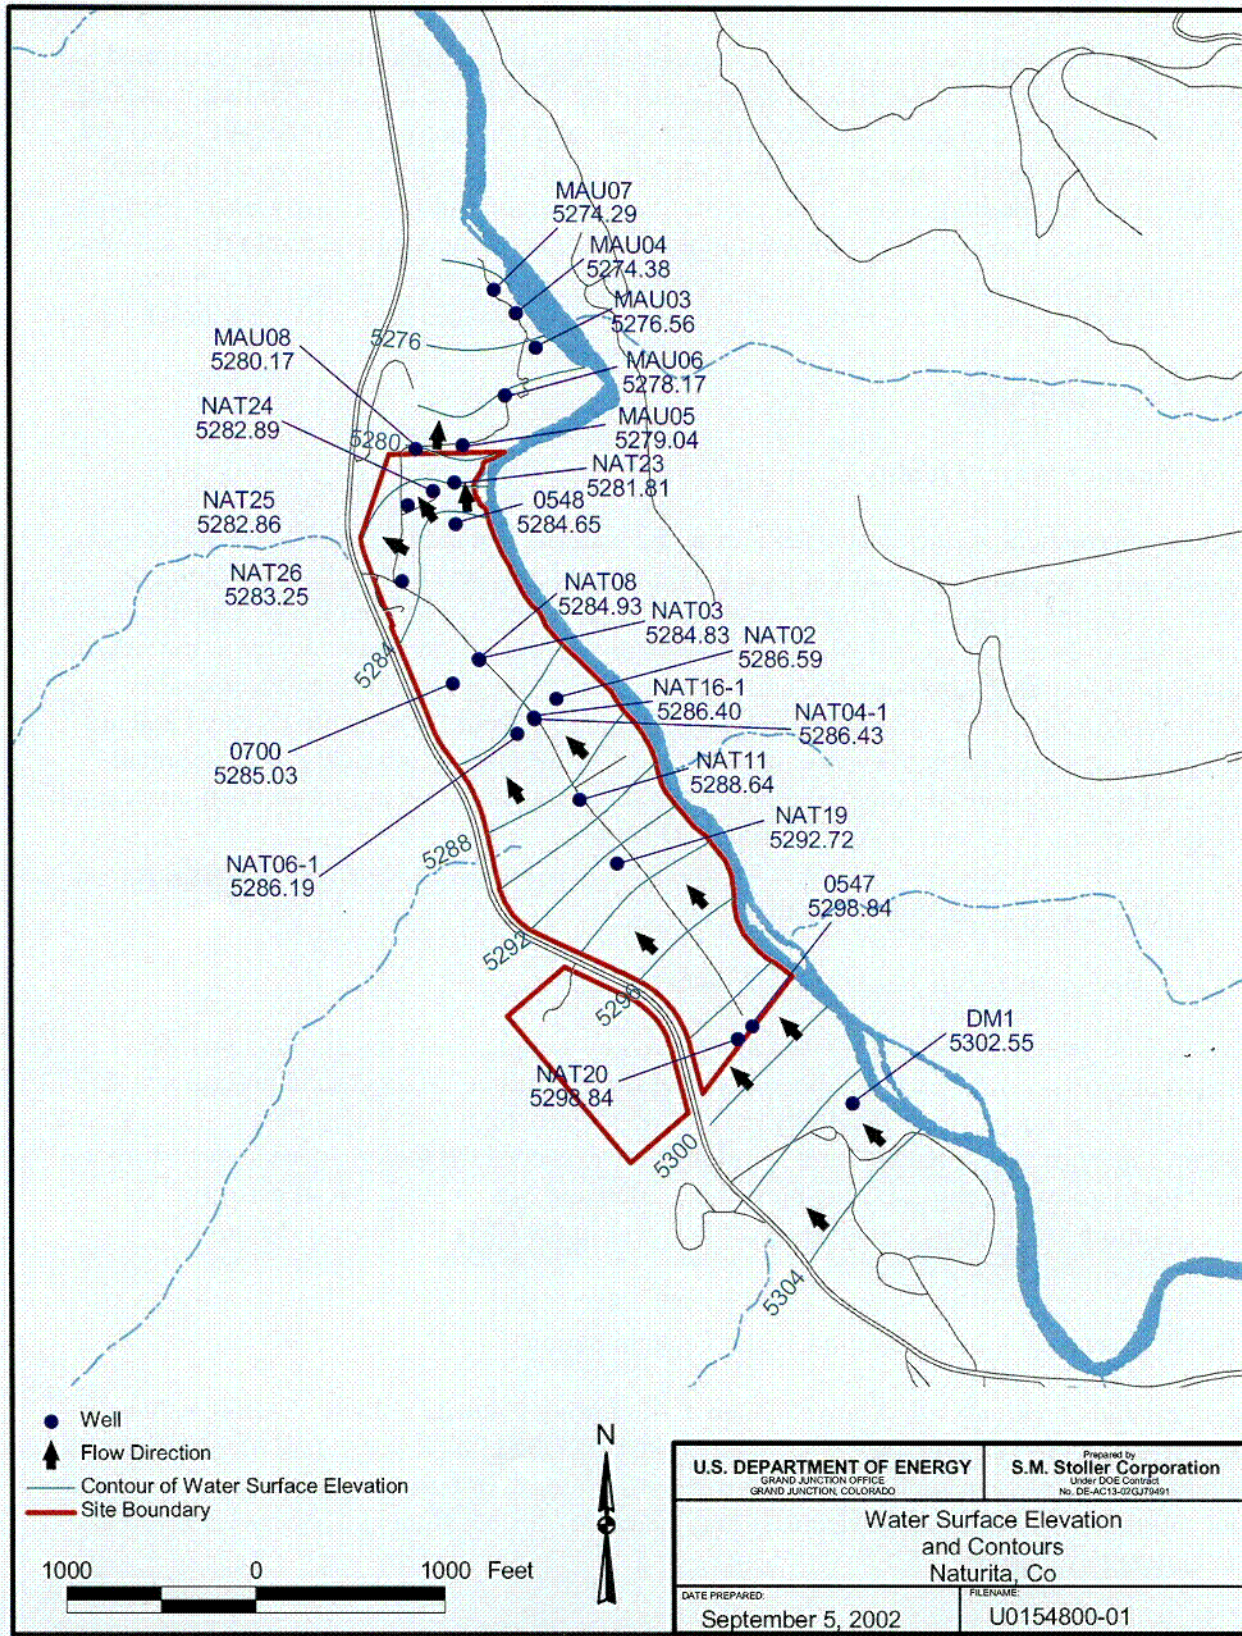 MAU07
5274.29
MAU04
5274.38
MAU03
5276.56
5276
MAU08
5280.17
MAU06
5278.17
NAT24
5282.89
MAU05
5279.04
5280
NAT23
5281.81
NAT25
5282.86
0548
5284.65
NAT26
5283.25
NAT08
5284.93
NAT03
5284.83
NAT02
5286.59
5284
NAT16-1
5286.40
NAT04-1
5286.43
0700
5285.03
NAT11
5288.64
NAT19
5292.72
5288
NAT06-1
5286.19
0547
5298.84
5292
5296
DM1
5302.55
NAT20
5298.84
5300
5304
Well
Flow Direction
Contour of Water Surface Elevation
Site Boundary
1000 0 1000 Feet
N
U.S. DEPARTMENT OF ENERGY
GRAND JUNCTION OFFICE
GRAND JUNCTION, COLORADO
Prepared by
S.M. Stoller Corporation
Under DOE Contract
No. DE-AC13-02GJ79491
Water Surface Elevation
and Contours
Naturita, Co
DATE PREPARED:
September 5, 2002
FILENAME:
U0154800-01